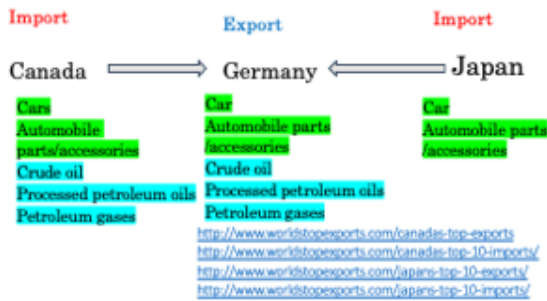 Import
Export
Import
Canada
Germany
Japan
Cars
Automobile
parts/accessories
Crude oil
Processed petroleum oils
Petroleum gases
Car
Automobile parts
/accessories
Crude oil
Processed petroleum oils
Petroleum gases
Car
Automobile parts
/accessories
http://www.worldstopexports.com/canadas-top-exports
http://www.worldstopexports.com/canadas-top-10-imports/
http://www.worldstopexports.com/japans-top-10-exports/
http://www.worldstopexports.com/japans-top-10-imports/